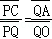 PC/PQ = QA/QO